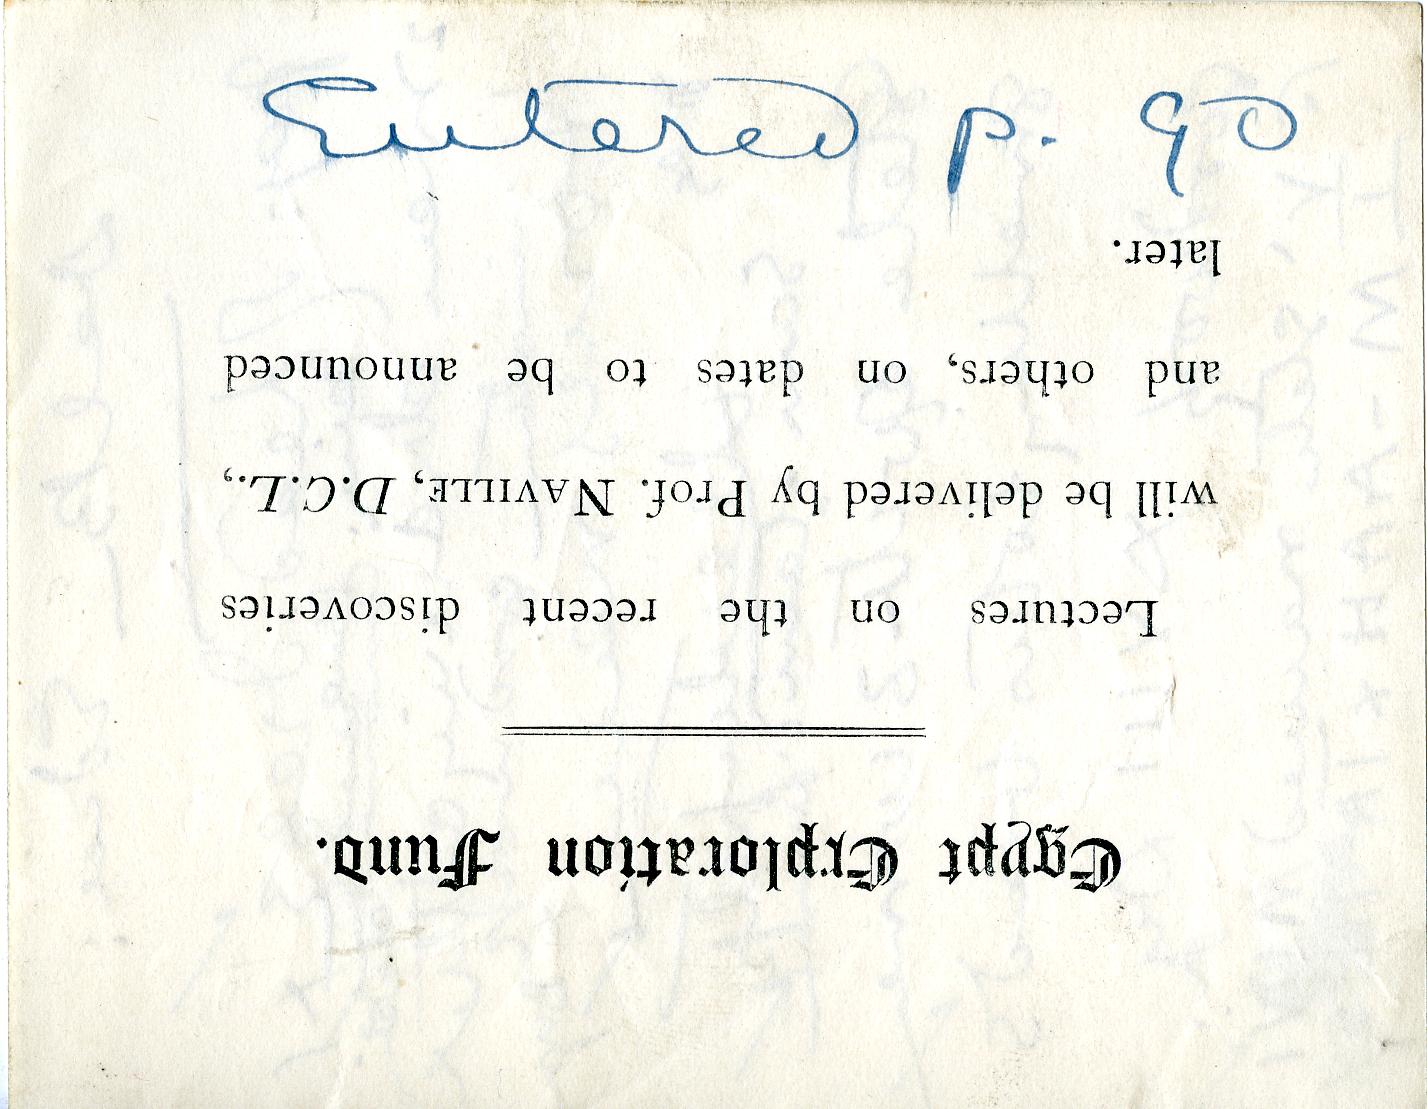 Entered p. 90
Egypt Exploration Fund.
Lectures on the recent discoveries
will be delivered by Prof. NAVILLE, D.C.L.,
and others, on dates to be announced
later.